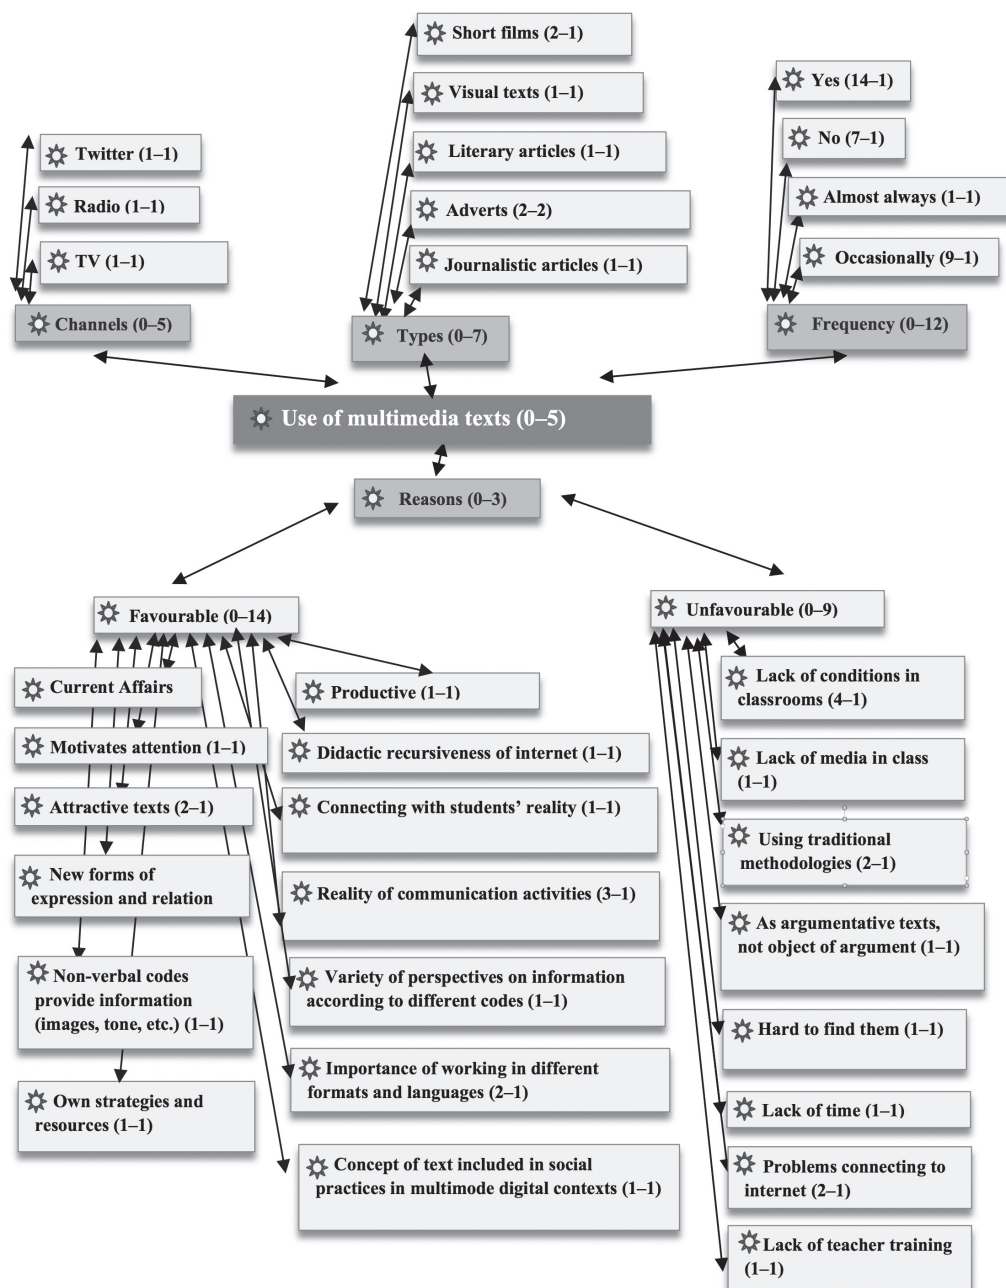 Short films (2–1)
Visual texts (1–1)
Literary articles (1–1)
Adverts (2–2)
Journalistic articles (1–1)
Types (0–7)
Twitter (1–1)
Radio (1–1)
TV (1–1)
Channels (0–5)
Yes (14–1)
No (7–1)
Almost always (1–1)
Occasionally (9–1)
Frequency (0–12)
Use of multimedia texts (0–5)
Reasons (0–3)
Favourable (0–14)
Current Affairs
Motivates attention (1–1)
Attractive texts (2–1)
New forms of
expression and relation
Non-verbal codes
provide information
(images, tone, etc.) (1–1)
Own strategies and
resources (1–1)
Productive (1–1)
Didactic recursiveness of internet (1–1)
Connecting with students’ reality (1–1)
Reality of communication activities (3–1)
Variety of perspectives on information
according to different codes (1–1)
Importance of working in different
formats and languages (2–1)
Concept of text included in social
practices in multimode digital contexts (1–1)
Unfavourable (0–9)
Lack of conditions in
classrooms (4–1)
Lack of media in class
(1–1)
Using traditional
methodologies (2–1)
As argumentative texts,
not object of argument (1–1)
Hard to find them (1–1)
Lack of time (1–1)
Problems connecting to
internet (2–1)
Lack of teacher training
(1–1)